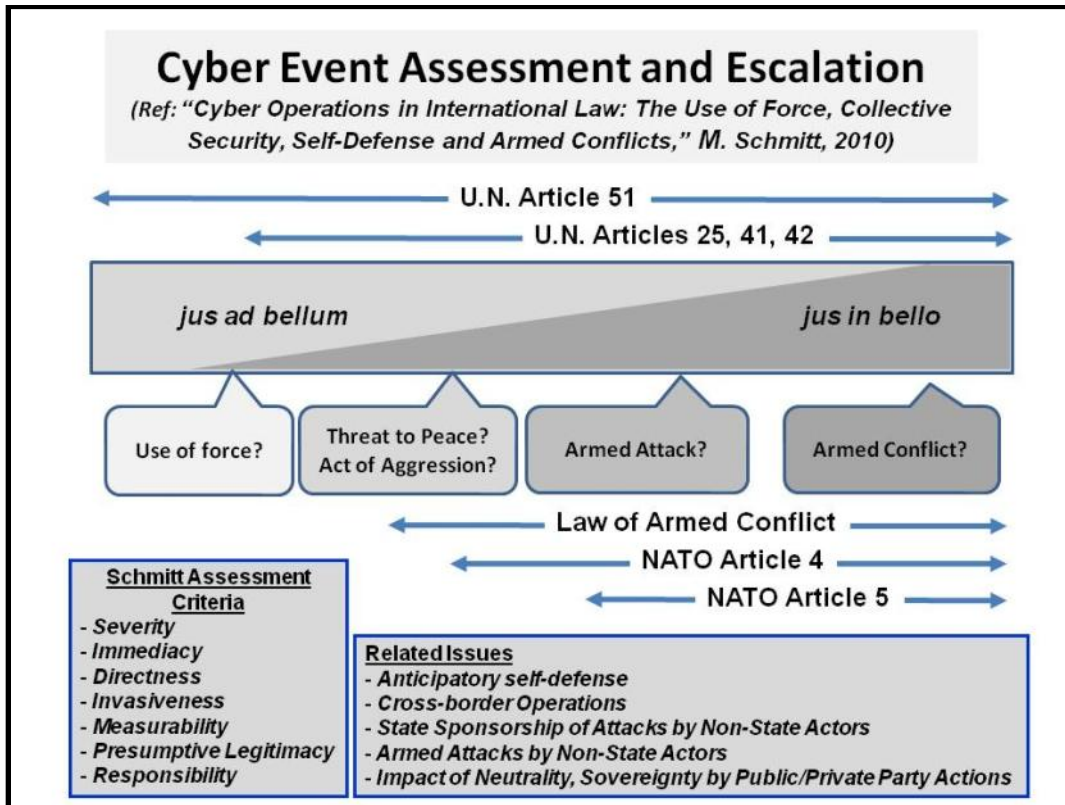 Cyber Event Assessment and Escalation
(Ref: “Cyber Operations in International Law: The Use of Force, Collective
Security, Self-Defense and Armed Conflicts,” M. Schmitt, 2010)
U.N. Article 51
U.N. Articles 25, 41, 42
jus ad bellum
jus in bello
Use of force?
Threat to Peace?
Act of Aggression?
Armed Attack?
Armed Conflict?
Law of Armed Conflict
NATO Article 4
NATO Article 5
Schmitt Assessment
Criteria
- Severity
- Immediacy
- Directness
- Invasiveness
- Measurability
- Presumptive Legitimacy
- Responsibility
Related Issues
- Anticipatory self-defense
- Cross-border Operations
- State Sponsorship of Attacks by Non-State Actors
- Armed Attacks by Non-State Actors
- Impact of Neutrality, Sovereignty by Public/Private Party Actions